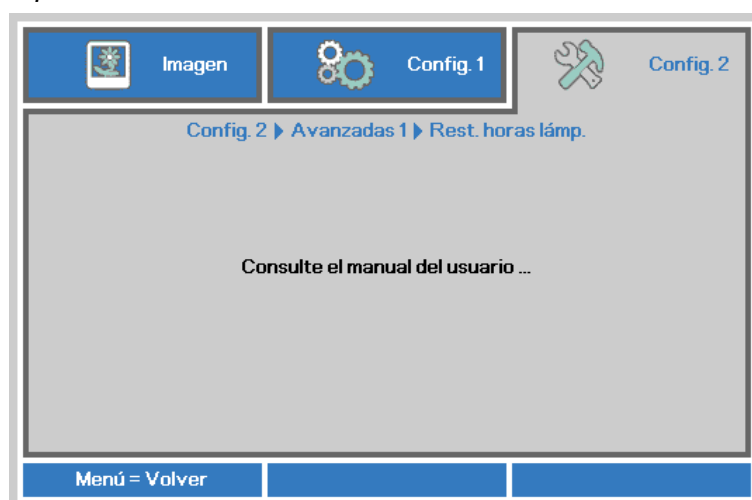 Imagen
Config. 1
Config. 2
Config. 2 ▶ Avanzadas 1 ▶ Rest. horas lámp.
Consulte el manual del usuario ...
Menú = Volver